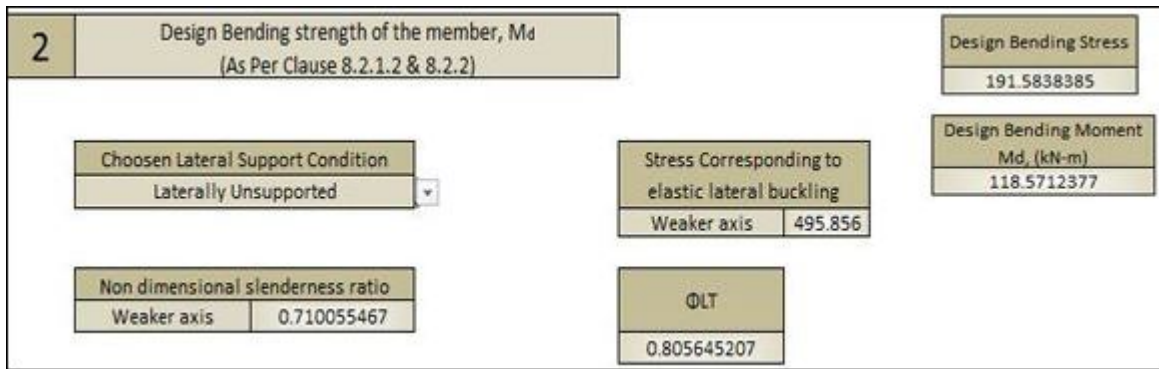 2
Design Bending strength of the member, Md
(As Per Clause 8.2.1.2 & 8.2.2)
Design Bending Stress
191.5838385
Design Bending Moment
Md, (kN-m)
118.5712377
Choosen Lateral Support Condition
Laterally Unsupported
Stress Corresponding to
elastic lateral buckling
Weaker axis 495.856
Non dimensional slenderness ratio
Weaker axis 0.710055467
ΦLT
0.805645207